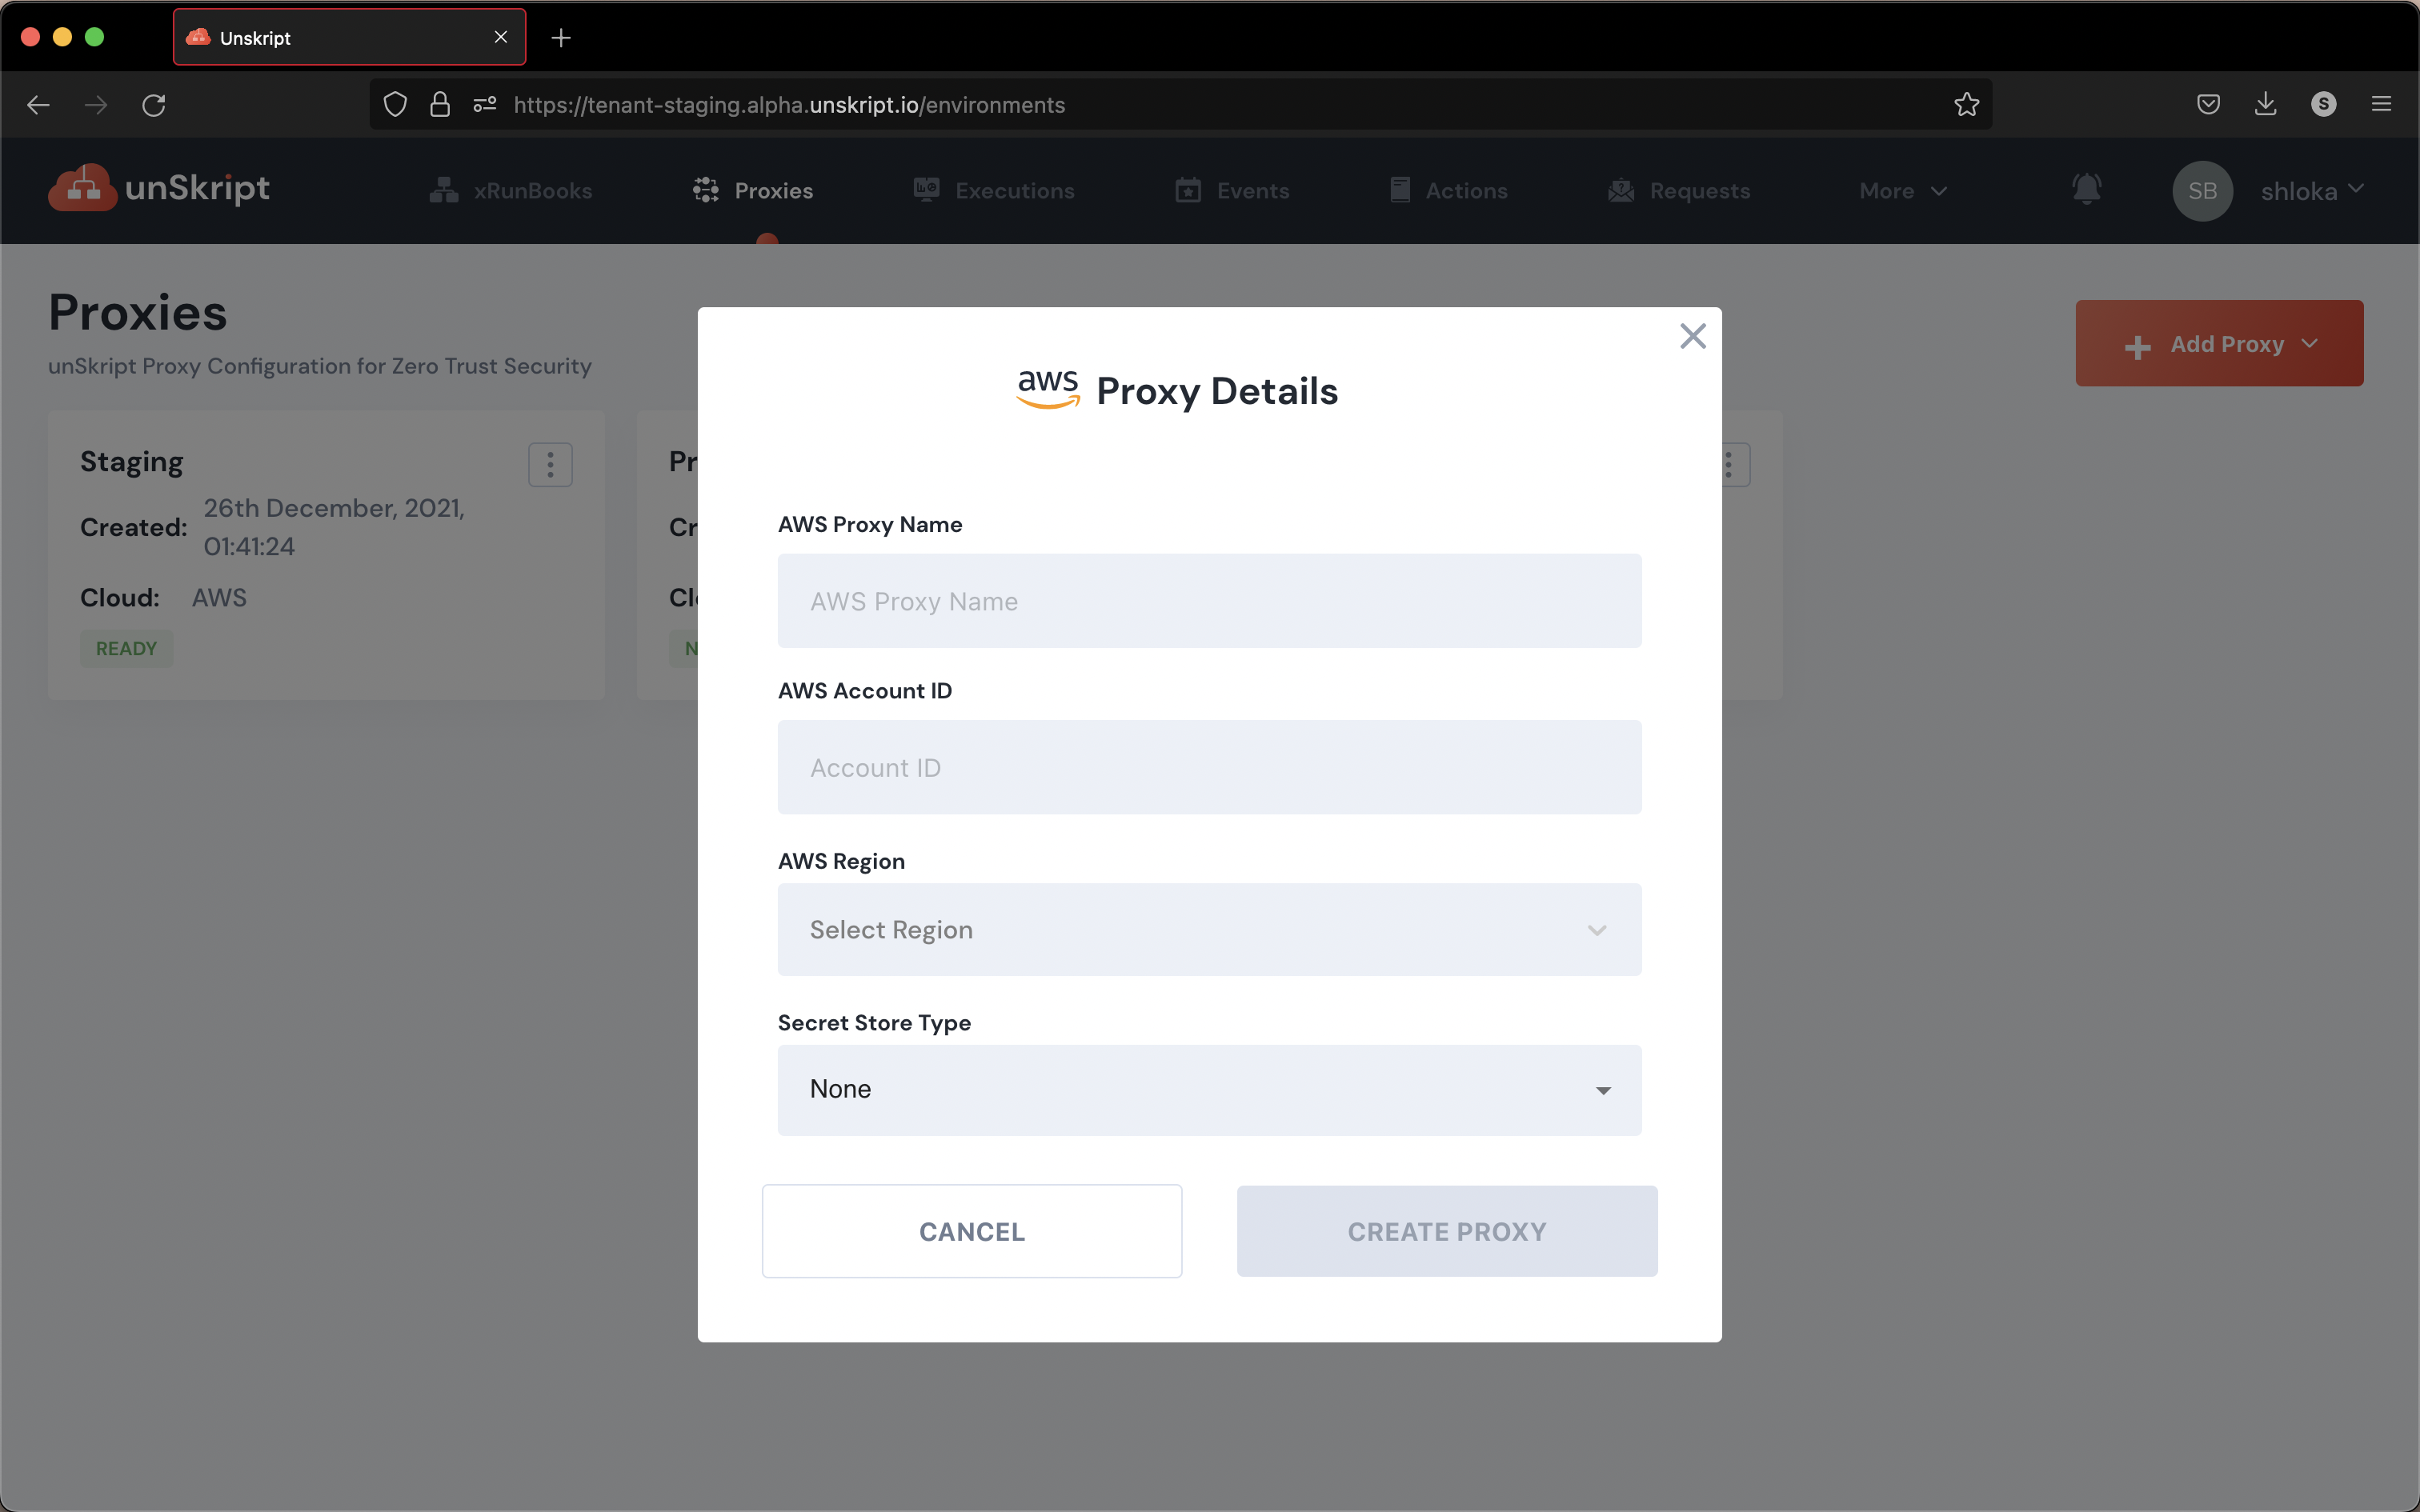 Unskript
https://tenant-staging.alpha.unskript.io/environments
S
unSkript
xRunBooks
Proxies
Executions
Events
Actions
Requests
More
SB
shloka
Proxies
unSkript Proxy Configuration for Zero Trust Security
Add Proxy
Staging
Created: 26th December, 2021,
01:41:24
Cloud: AWS
READY
Pr
Cr
Cl
N
aws Proxy Details
AWS Proxy Name
AWS Proxy Name
AWS Account ID
Account ID
AWS Region
Select Region
Secret Store Type
None
CANCEL
CREATE PROXY